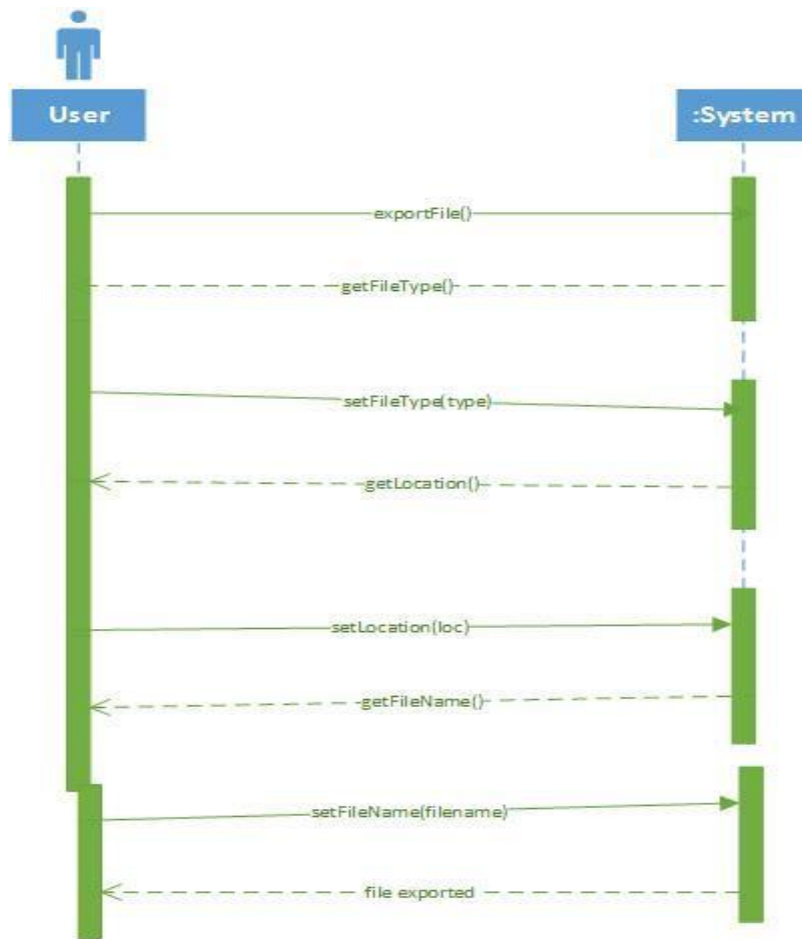 User
:System
exportFile()
getFileType()
setFileType(type)
getLocation()
setLocation(loc)
getFileName()
setFileName(filename)
file exported